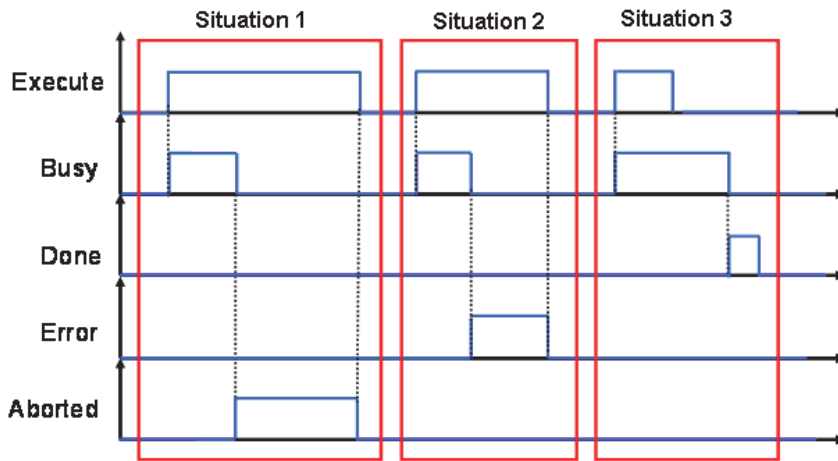 Situation 1
Situation 2
Situation 3
Execute
Busy
Done
Error
Aborted